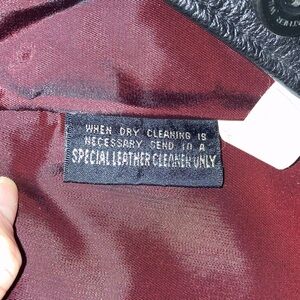 WHEN DRY CLEANING IS
NECESSARY SEND TO A
SPECIAL LEATHER CLEANER ONLY